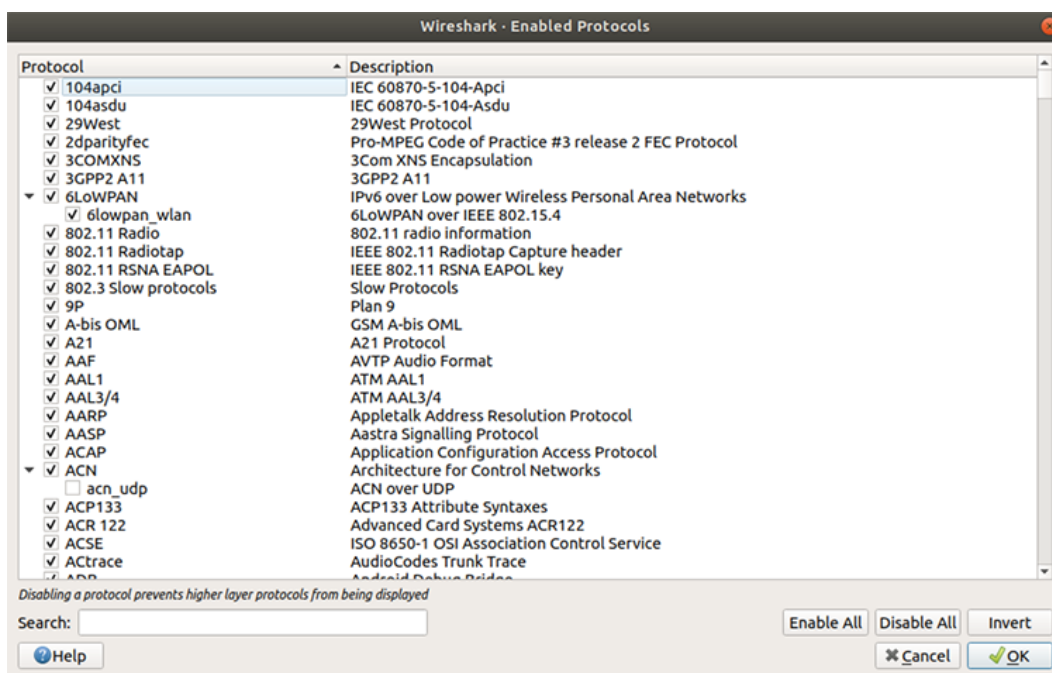 Wireshark · Enabled Protocols
Protocol Description
104apci IEC 60870-5-104-Apci
104asdu IEC 60870-5-104-Asdu
29West 29West Protocol
2dparityfec Pro-MPEG Code of Practice #3 release 2 FEC Protocol
3COMXNS 3Com XNS Encapsulation
3GPP2 A11 3GPP2 A11
6LoWPAN IPv6 over Low power Wireless Personal Area Networks
6lowpan_wlan 6LoWPAN over IEEE 802.15.4
802.11 Radio 802.11 radio information
802.11 Radiotap IEEE 802.11 Radiotap Capture header
802.11 RSNA EAPOL IEEE 802.11 RSNA EAPOL key
802.3 Slow protocols Slow Protocols
9P Plan 9
A-bis OML GSM A-bis OML
A21 A21 Protocol
AAF AVTP Audio Format
AAL1 ATM AAL1
AAL3/4 ATM AAL3/4
AARP Appletalk Address Resolution Protocol
AASP Aastra Signalling Protocol
ACAP Application Configuration Access Protocol
ACN Architecture for Control Networks
acn_udp ACN over UDP
ACP133 ACP133 Attribute Syntaxes
ACR 122 Advanced Card Systems ACR122
ACSE ISO 8650-1 OSI Association Control Service
ACtrace AudioCodes Trunk Trace
ADB Android Debug Bridge
Disabling a protocol prevents higher layer protocols from being displayed
Search: Enable All Disable All Invert
Help Cancel OK